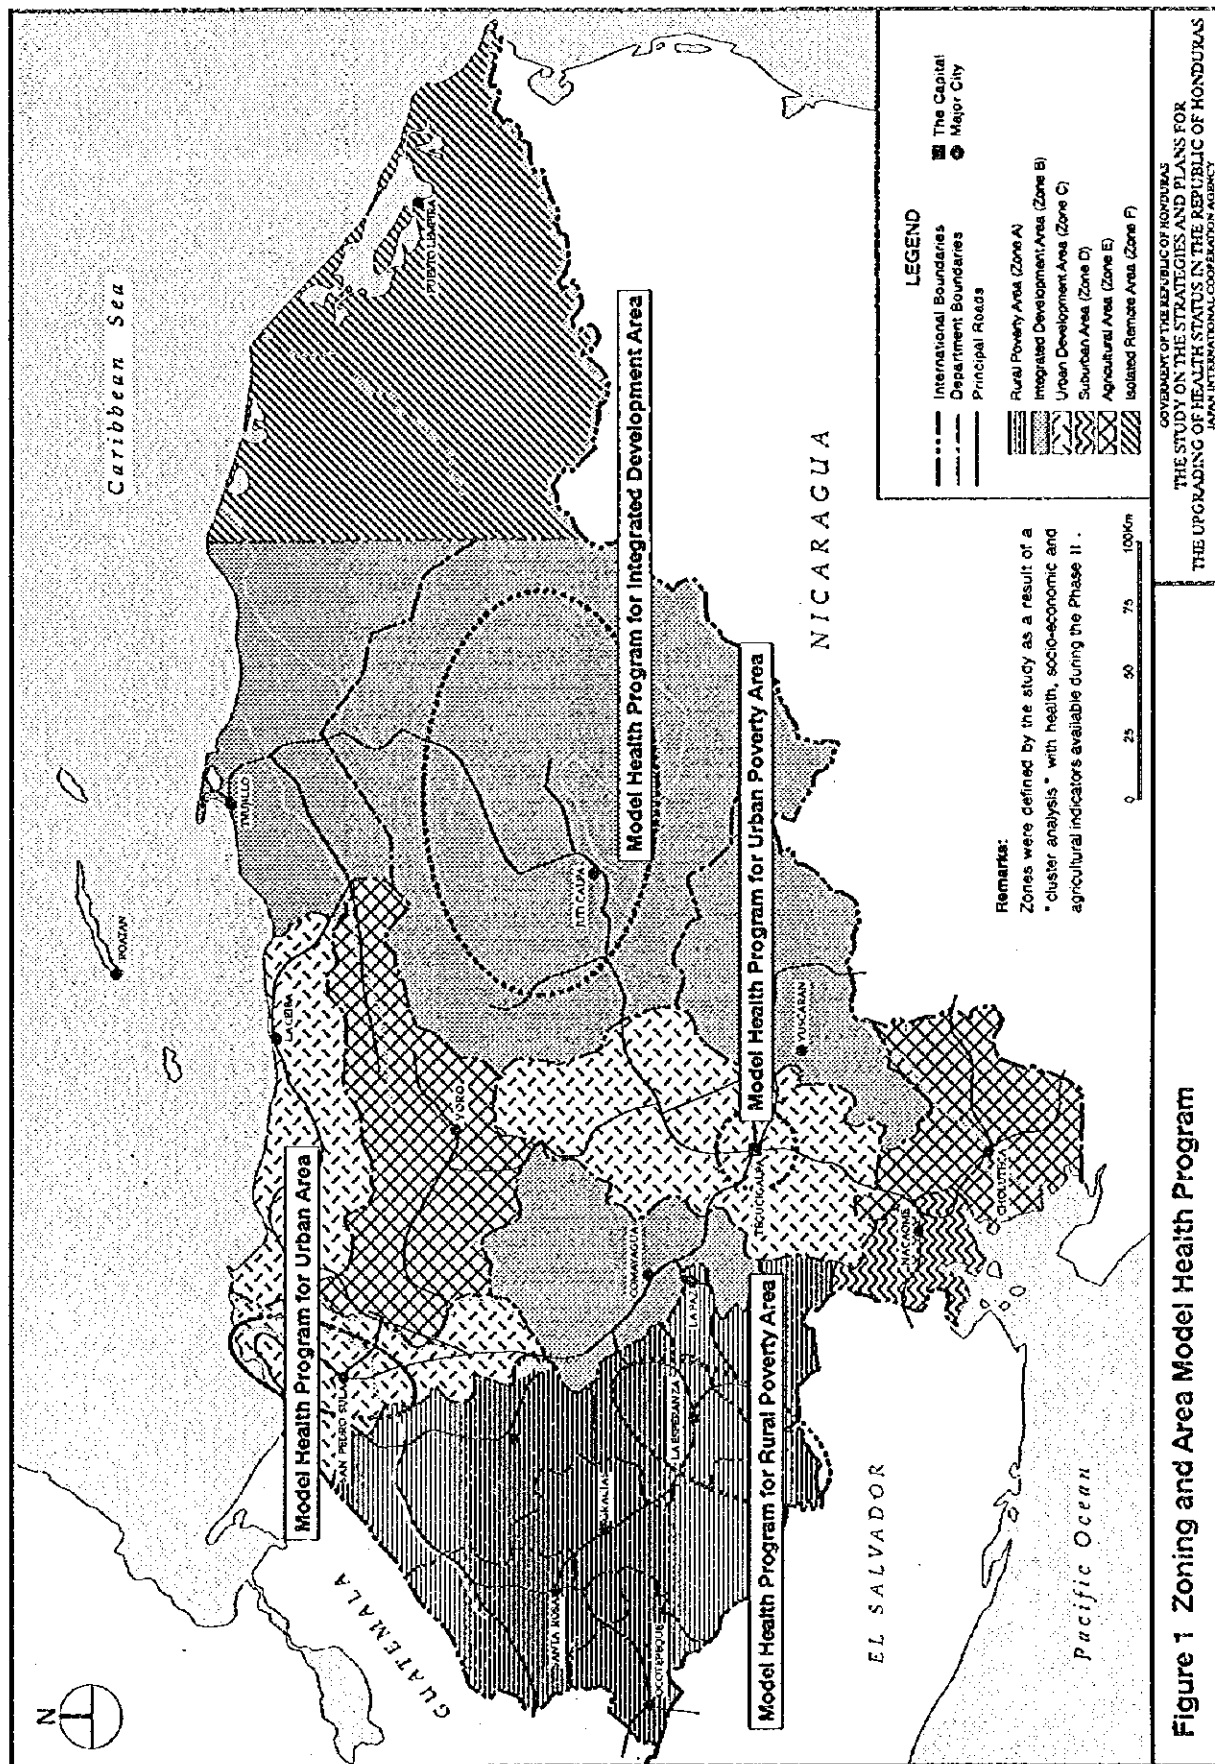 N
Caribbean Sea
GUATEMALA
NICARAGUA
EL SALVADOR
Pacific Ocean
ROATAN
TRUJILLO
LA CEIBA
PUERTO LEMPIRA
SAN PEDRO SULA
YORO
JUTICALPA
SANTA ROSA
GRACIAS
OCOTEPEQUE
LA ESPERANZA
LA PAZ
COMAYAGUA
TEGUCIGALPA
YUSCARAN
NACAOME
CHOLUTECA
Model Health Program for Urban Area
Model Health Program for Integrated Development Area
Model Health Program for Urban Poverty Area
Model Health Program for Rural Poverty Area
Remarks:
Zones were defined by the study as a result of a
" cluster analysis " with health, socio-economic and
agricultural indicators available during the Phase II .
0 25 50 75 100Km
LEGEND
International Boundaries
Department Boundaries
Principal Roads
The Capital
Major City
Rural Poverty Area (Zone A)
Integrated Development Area (Zone B)
Urban Development Area (Zone C)
Suburban Area (Zone D)
Agricultural Area (Zone E)
Isolated Remote Area (Zone F)
Figure 1 Zoning and Area Model Health Program
GOVERNMENT OF THE REPUBLIC OF HONDURAS
THE STUDY ON THE STRATEGIES AND PLANS FOR
THE UPGRADING OF HEALTH STATUS IN THE REPUBLIC OF HONDURAS
JAPAN INTERNATIONAL COOPERATION AGENCY